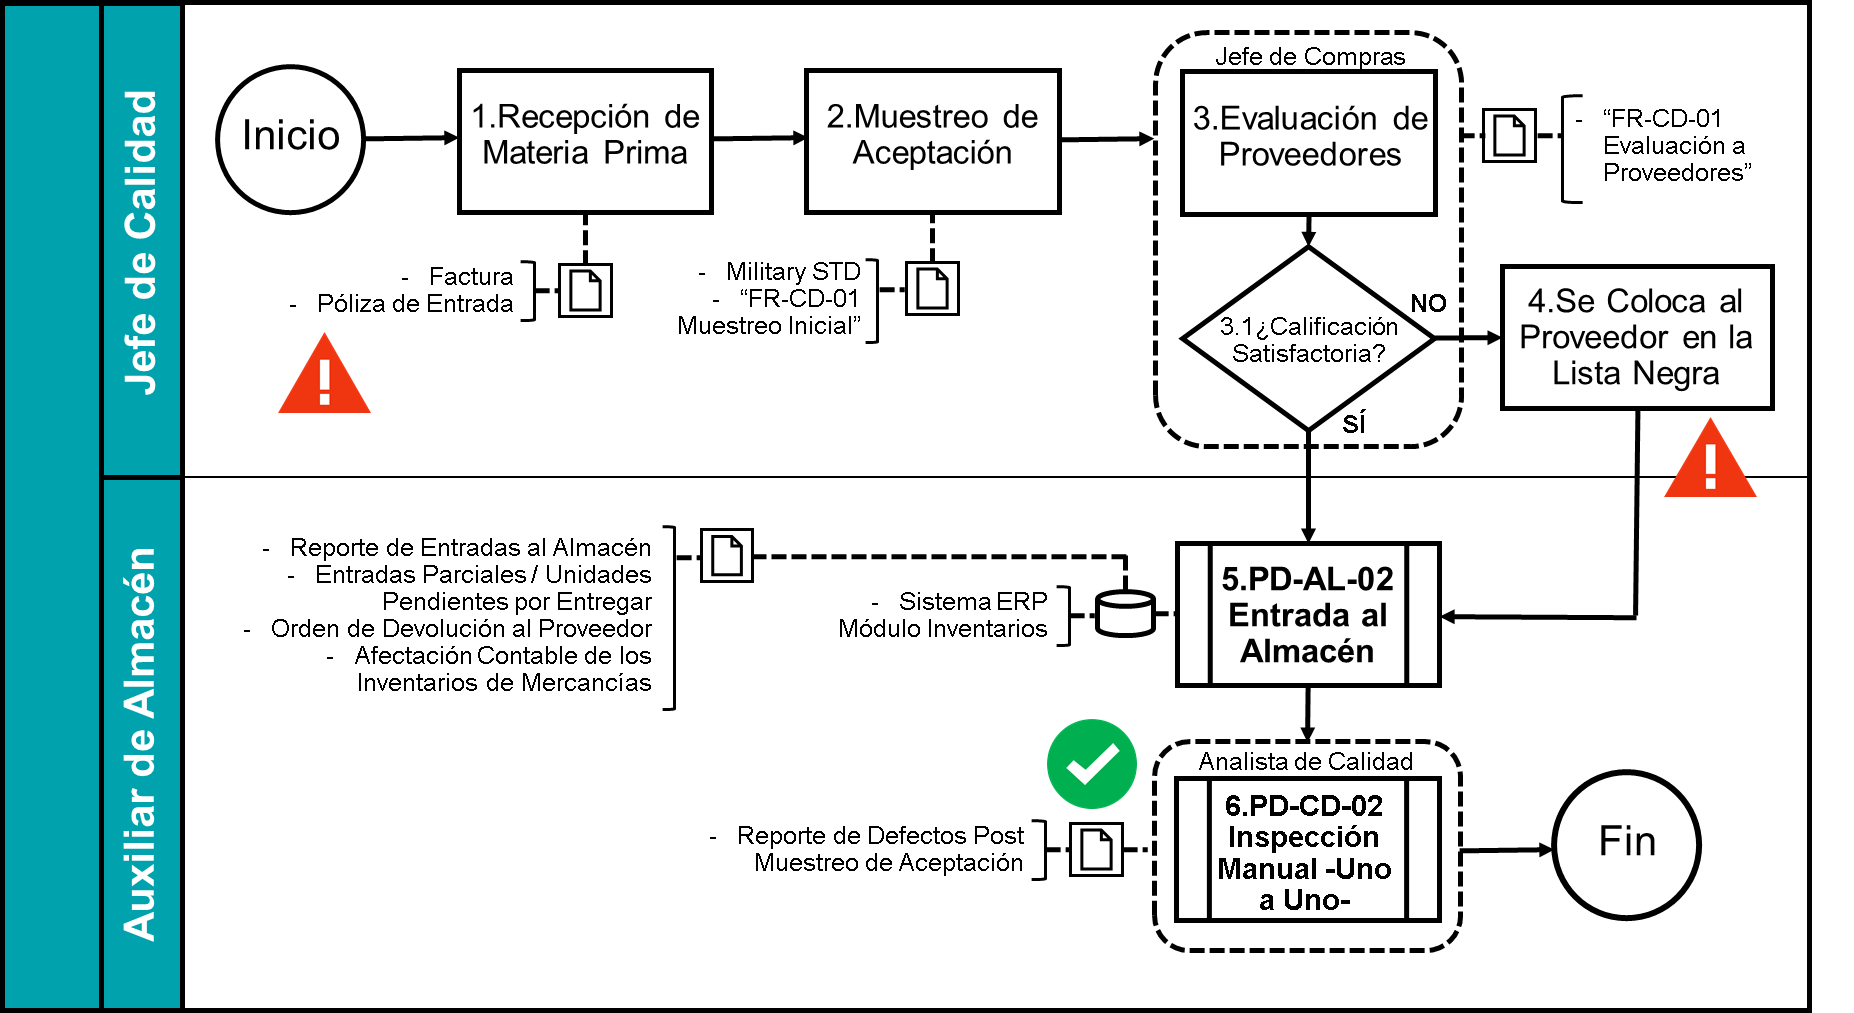 Jefe de Calidad
Inicio
1.Recepción de
Materia Prima
- Factura
- Póliza de Entrada
2.Muestreo de
Aceptación
- Military STD
- “FR-CD-01
Muestreo Inicial”
Jefe de Compras
3.Evaluación de
Proveedores
- “FR-CD-01
Evaluación a
Proveedores”
3.1¿Calificación
Satisfactoria?
NO
SÍ
4.Se Coloca al
Proveedor en la
Lista Negra
Auxiliar de Almacén
- Reporte de Entradas al Almacén
- Entradas Parciales / Unidades
Pendientes por Entregar
- Orden de Devolución al Proveedor
- Afectación Contable de los
Inventarios de Mercancías
- Sistema ERP
Módulo Inventarios
5.PD-AL-02
Entrada al
Almacén
Analista de Calidad
6.PD-CD-02
Inspección
Manual -Uno
a Uno-
- Reporte de Defectos Post
Muestreo de Aceptación
Fin